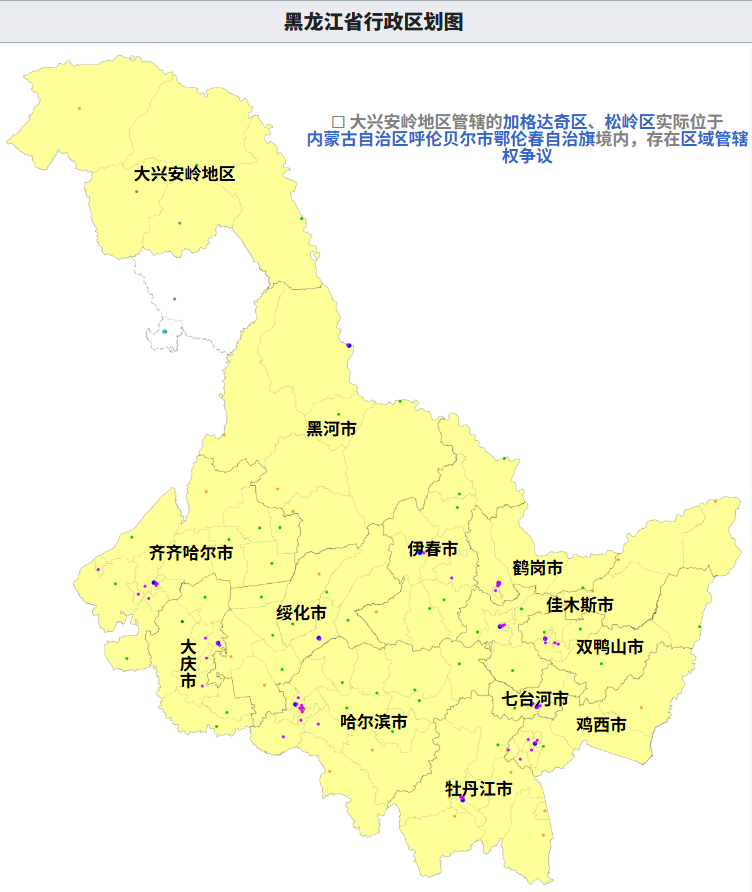 黑龙江省行政区划图
□ 大兴安岭地区管辖的加格达奇区、松岭区实际位于
内蒙古自治区呼伦贝尔市鄂伦春自治旗境内，存在区域管辖
权争议
大兴安岭地区
黑河市
齐齐哈尔市
伊春市
鹤岗市
佳木斯市
绥化市
双鸭山市
大庆市
七台河市
哈尔滨市
鸡西市
牡丹江市